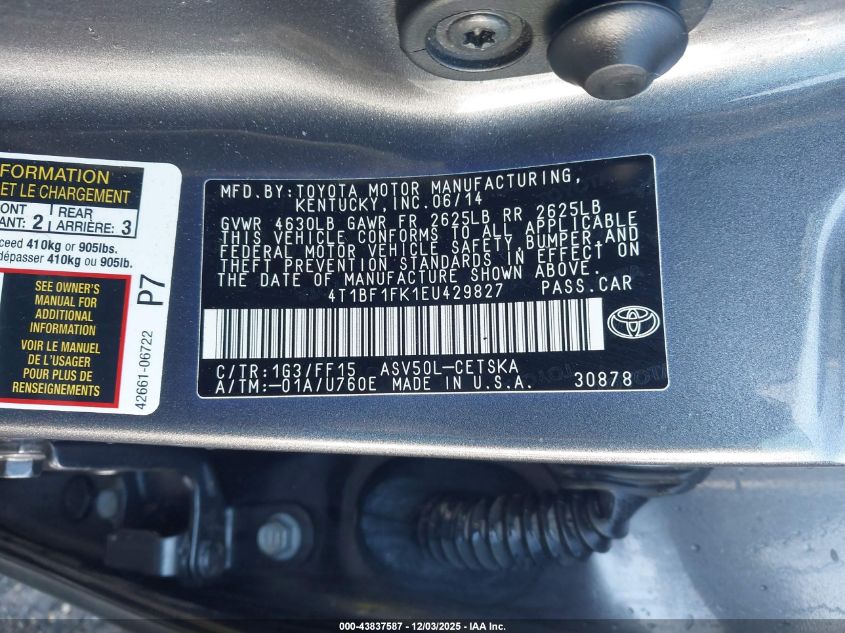 FORMATION
ET LE CHARGEMENT
ONT
ANT: 2
REAR
ARRIÈRE: 3
ceed 410kg or 905lbs.
dépasser 410kg ou 905lb.
SEE OWNER'S
MANUAL FOR
ADDITIONAL
INFORMATION
VOIR LE MANUEL
DE L'USAGER
POUR PLUS DE
RENSEIGNEMENTS
P7
42661-06722
MFD.BY:TOYOTA MOTOR MANUFACTURING,
KENTUCKY,INC.06/14
GVWR 4630LB GAWR FR 2625LB RR 2625LB
THIS VEHICLE CONFORMS TO ALL APPLICABLE
FEDERAL MOTOR VEHICLE SAFETY,BUMPER,AND
THEFT PREVENTION STANDARDS IN EFFECT ON
THE DATE OF MANUFACTURE SHOWN ABOVE.
4T1BF1FK1EU429827 PASS.CAR
C/TR:1G3/FF15 ASV50L-CETSKA
A/TM:-01A/U760E MADE IN U.S.A. 30878
000-43837587 - 12/03/2025 - IAA Inc.